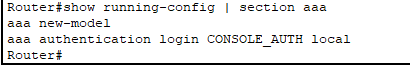 Router#show running-config | section aaa
aaa new-model
aaa authentication login CONSOLE_AUTH local
Router#